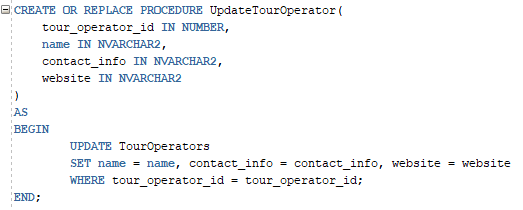 CREATE OR REPLACE PROCEDURE UpdateTourOperator(
    tour_operator_id IN NUMBER,
    name IN NVARCHAR2,
    contact_info IN NVARCHAR2,
    website IN NVARCHAR2
)
AS
BEGIN
        UPDATE TourOperators
        SET name = name, contact_info = contact_info, website = website
        WHERE tour_operator_id = tour_operator_id;
END;